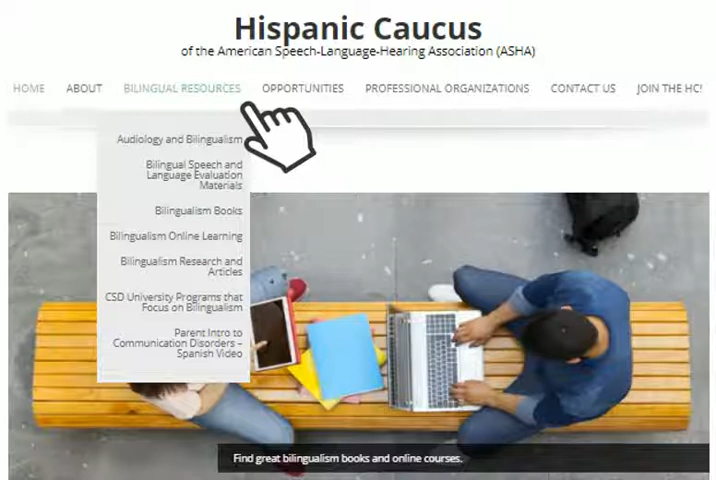 Hispanic Caucus
of the American Speech-Language-Hearing Association (ASHA)
HOME ABOUT BILINGUAL RESOURCES OPPORTUNITIES PROFESSIONAL ORGANIZATIONS CONTACT US JOIN THE HC!
Audiology and Bilingualism
Bilingual Speech and
Language Evaluation
Materials
Bilingualism Books
Bilingualism Online Learning
Bilingualism Research and
Articles
CSD University Programs that
Focus on Bilingualism
Parent Intro to
Communication Disorders –
Spanish Video
Find great bilingualism books and online courses.